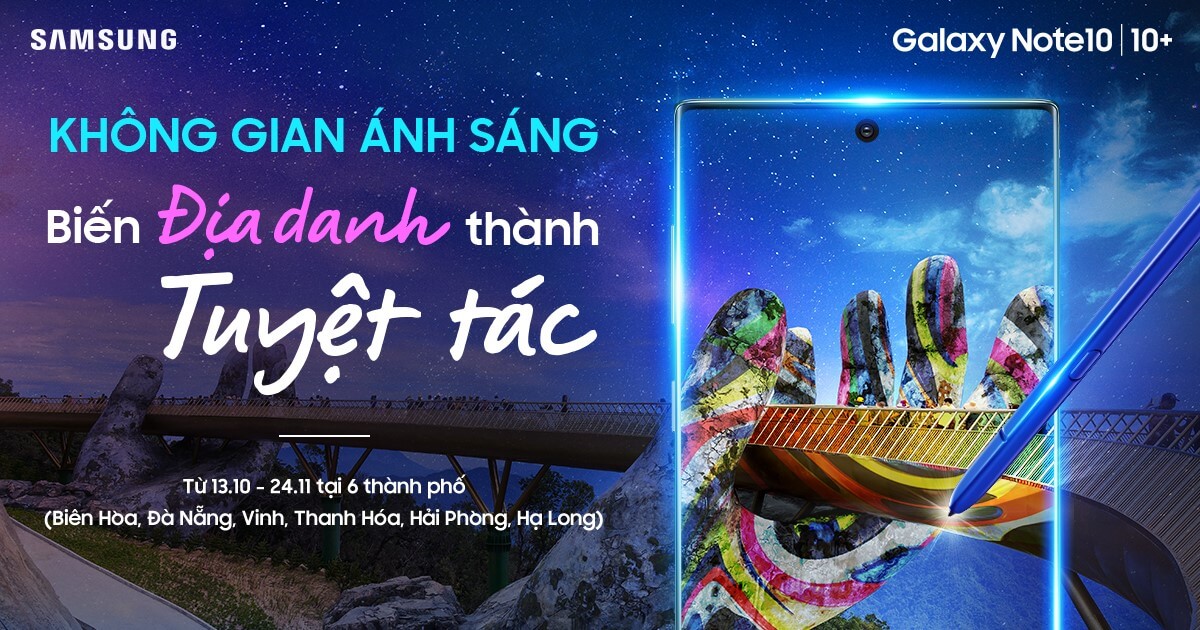 SAMSUNG
Galaxy Note10 | 10+
KHÔNG GIAN ÁNH SÁNG
Biến Địa danh thành
Tuyệt tác
Từ 13.10 - 24.11 tại 6 thành phố
(Biên Hòa, Đà Nẵng, Vinh, Thanh Hóa, Hải Phòng, Hạ Long)